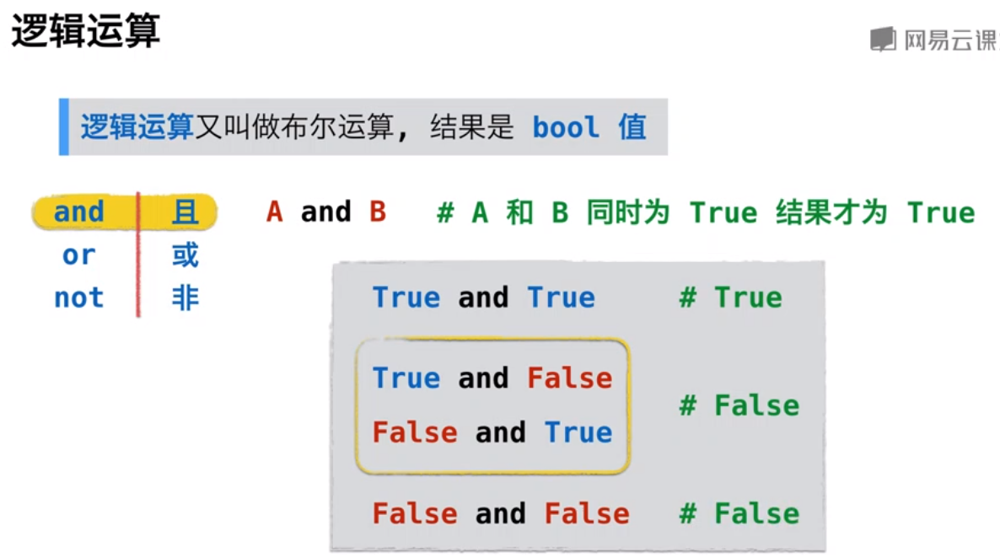 逻辑运算
网易云课
逻辑运算又叫做布尔运算，结果是 bool 值
and 且 A and B # A 和 B 同时为 True 结果才为 True
or 或
not 非
True and True # True
True and False
# False
False and True
False and False # False